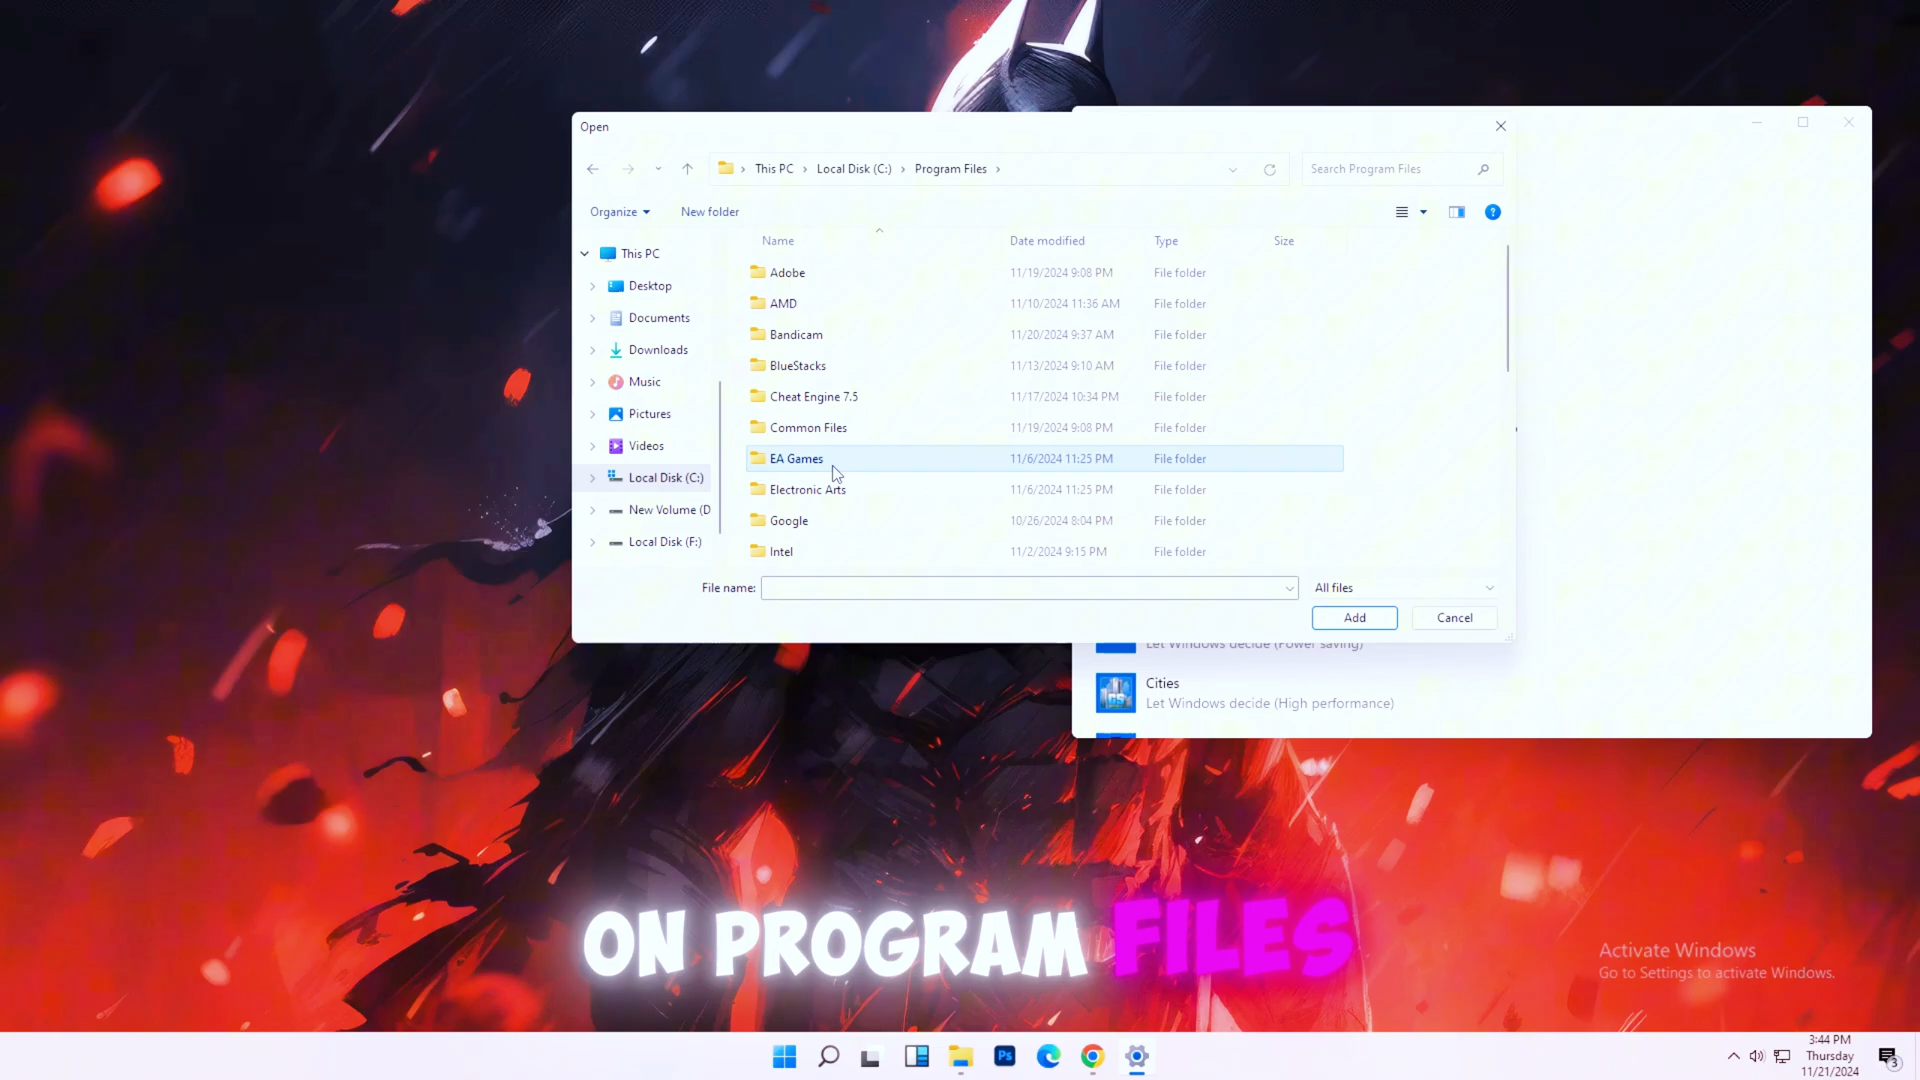 Open
This PC
Local Disk (C:)
Program Files
Search Program Files
Organize
New folder
Name
Date modified
Type
Size
This PC
Desktop
Documents
Downloads
Music
Pictures
Videos
Local Disk (C:)
New Volume (D
Local Disk (F:)
Adobe 11/19/2024 9:08 PM File folder
AMD 11/10/2024 11:36 AM File folder
Bandicam 11/20/2024 9:37 AM File folder
BlueStacks 11/13/2024 9:10 AM File folder
Cheat Engine 7.5 11/17/2024 10:34 PM File folder
Common Files 11/19/2024 9:08 PM File folder
EA Games 11/6/2024 11:25 PM File folder
Electronic Arts 11/6/2024 11:25 PM File folder
Google 10/26/2024 8:04 PM File folder
Intel 11/2/2024 9:15 PM File folder
File name:
All files
Add
Cancel
Let Windows decide (Power saving)
Cities
Let Windows decide (High performance)
ON PROGRAM FILES
Activate Windows
Go to Settings to activate Windows.
Ps
3:44 PM
Thursday
11/21/2024
3